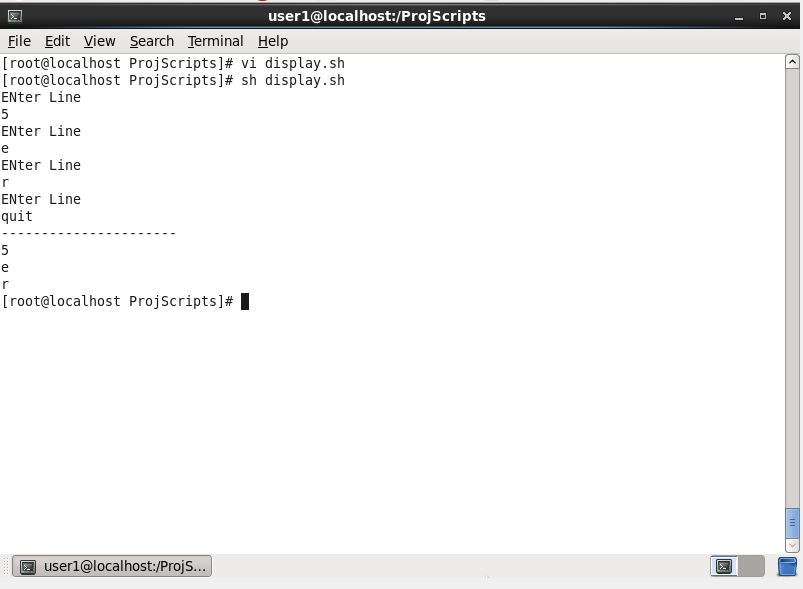 user1@localhost:/ProjScripts
File Edit View Search Terminal Help
[root@localhost ProjScripts]# vi display.sh
[root@localhost ProjScripts]# sh display.sh
ENter Line
5
ENter Line
e
ENter Line
r
ENter Line
quit
----------------------
5
e
r
[root@localhost ProjScripts]#
user1@localhost:/ProjS...